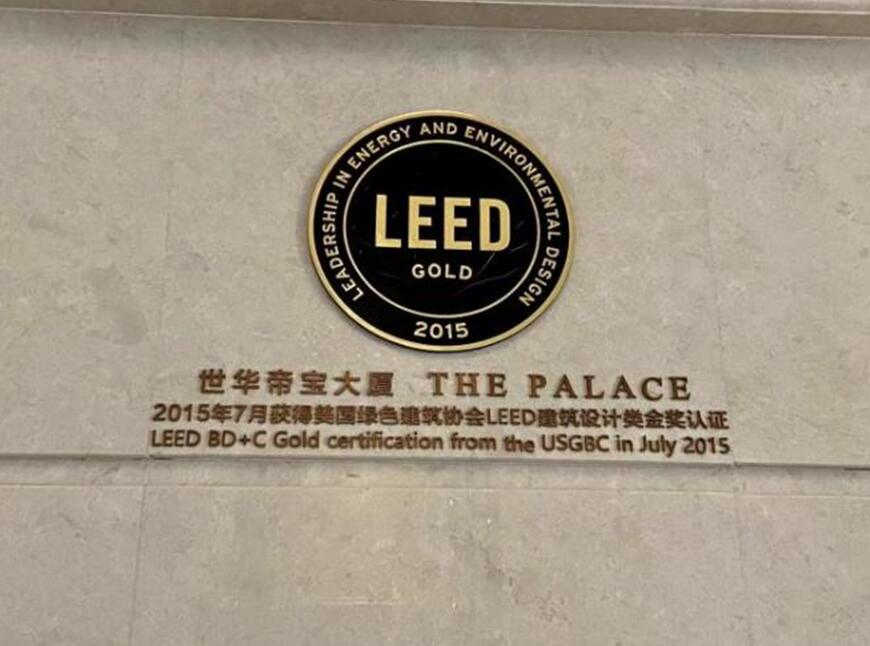 LEADERSHIP IN ENERGY AND ENVIRONMENTAL DESIGN
LEED
GOLD
2015
世华帝宝大厦 THE PALACE
2015年7月获得美国绿色建筑协会LEED建筑设计类金奖认证
LEED BD+C Gold certification from the USGBC in July 2015